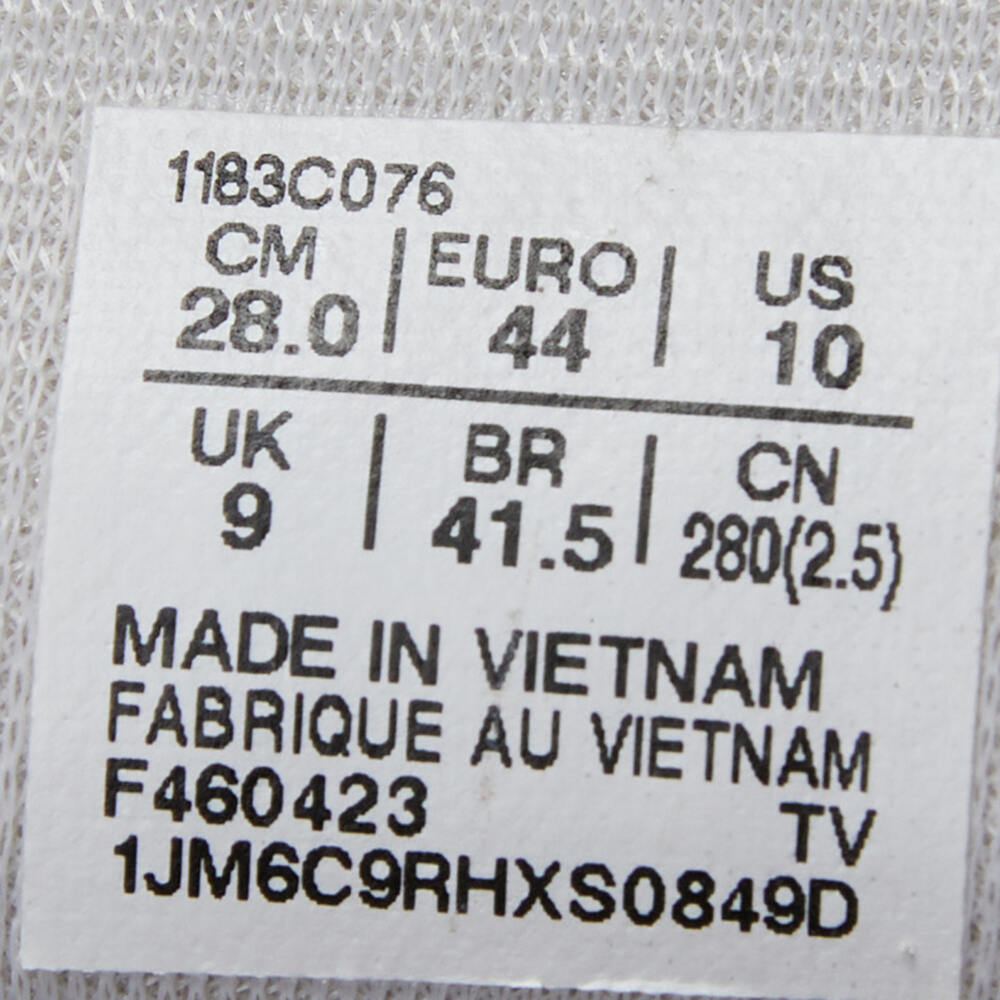 1183C076
CM | EURO | US
28.0 | 44 | 10
UK | BR | CN
9 | 41.5 | 280(2.5)
MADE IN VIETNAM
FABRIQUE AU VIETNAM
F460423 TV
1JM6C9RHXS0849D